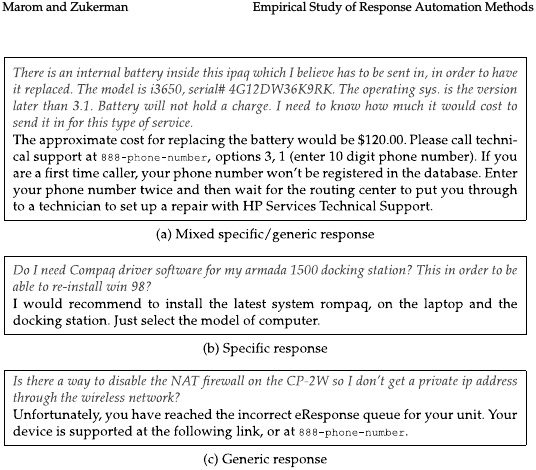 Marom and Zukerman Empirical Study of Response Automation Methods
There is an internal battery inside this ipaq which I believe has to be sent in, in order to have
it replaced. The model is i3650, serial# 4G12DW36K9RK. The operating sys. is the version
later than 3.1. Battery will not hold a charge. I need to know how much it would cost to
send it in for this type of service.
The approximate cost for replacing the battery would be $120.00. Please call techni-
cal support at 888-phone-number, options 3, 1 (enter 10 digit phone number). If you
are a first time caller, your phone number won't be registered in the database. Enter
your phone number twice and then wait for the routing center to put you through
to a technician to set up a repair with HP Services Technical Support.
(a) Mixed specific/generic response
Do I need Compaq driver software for my armada 1500 docking station? This in order to be
able to re-install win 98?
I would recommend to install the latest system rompaq, on the laptop and the
docking station. Just select the model of computer.
(b) Specific response
Is there a way to disable the NAT firewall on the CP-2W so I don't get a private ip address
through the wireless network?
Unfortunately, you have reached the incorrect eResponse queue for your unit. Your
device is supported at the following link, or at 888-phone-number.
(c) Generic response